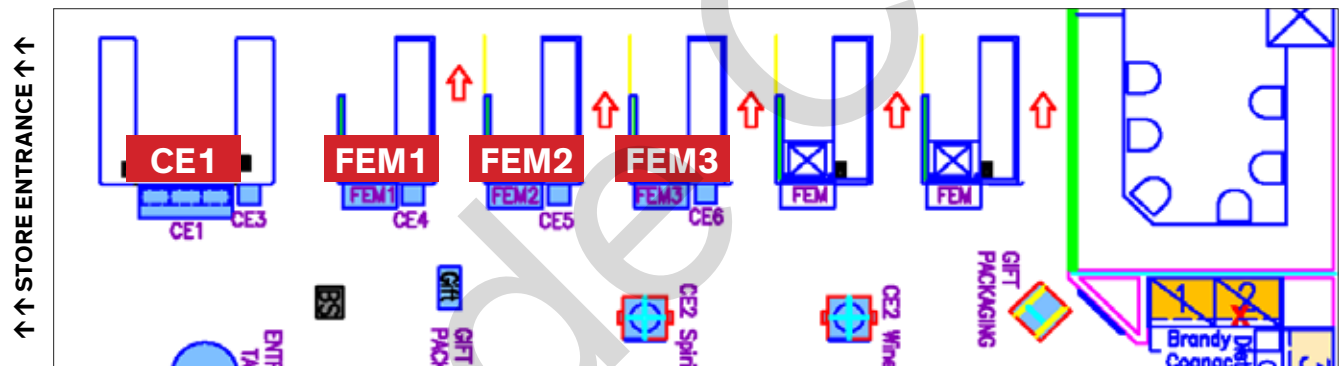 ↑↑ STORE ENTRANCE ↑↑
CE1 FEM1 FEM2 FEM3
FEM1 FEM2 FEM3 FEM FEM
CE1 CE3 CE4 CE5 CE6
BS
Gift
GIFT
CE2 Spiri
CE2 Wine
GIFT
PACKAGING
1 2
Brandy
Cognac